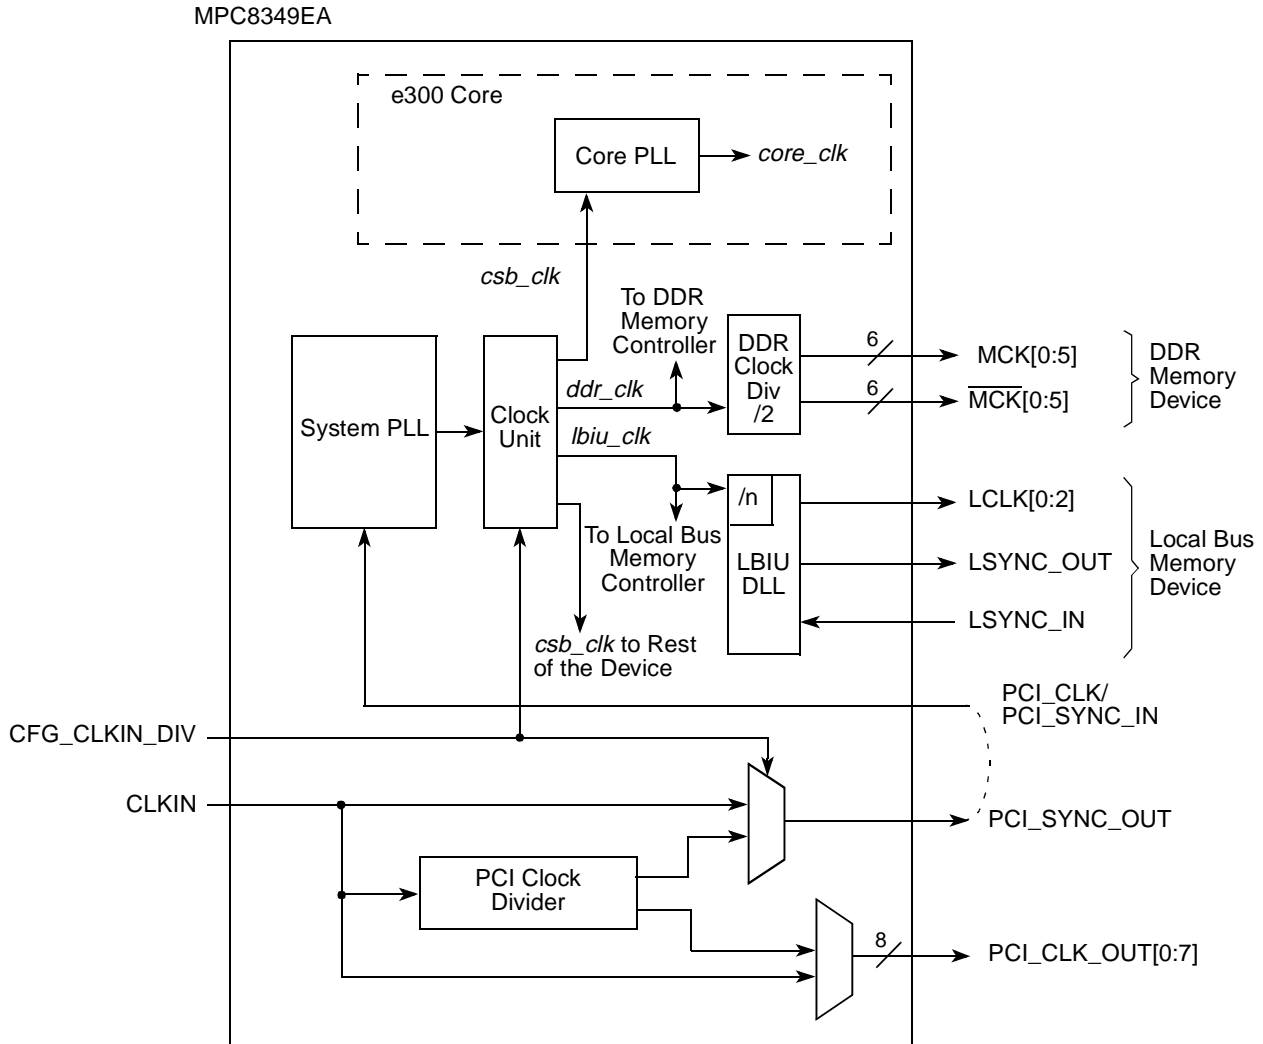 MPC8349EA
e300 Core
Core PLL
core_clk
csb_clk
To DDR
Memory
Controller
DDR
Clock
Div
/2
6
MCK[0:5]
6
MCK[0:5]
DDR
Memory
Device
System PLL
Clock
Unit
ddr_clk
lbiu_clk
/n
LBIU
DLL
To Local Bus
Memory
Controller
LCLK[0:2]
LSYNC_OUT
LSYNC_IN
Local Bus
Memory
Device
csb_clk to Rest
of the Device
PCI_CLK/
PCI_SYNC_IN
CFG_CLKIN_DIV
CLKIN
PCI_SYNC_OUT
PCI Clock
Divider
8
PCI_CLK_OUT[0:7]